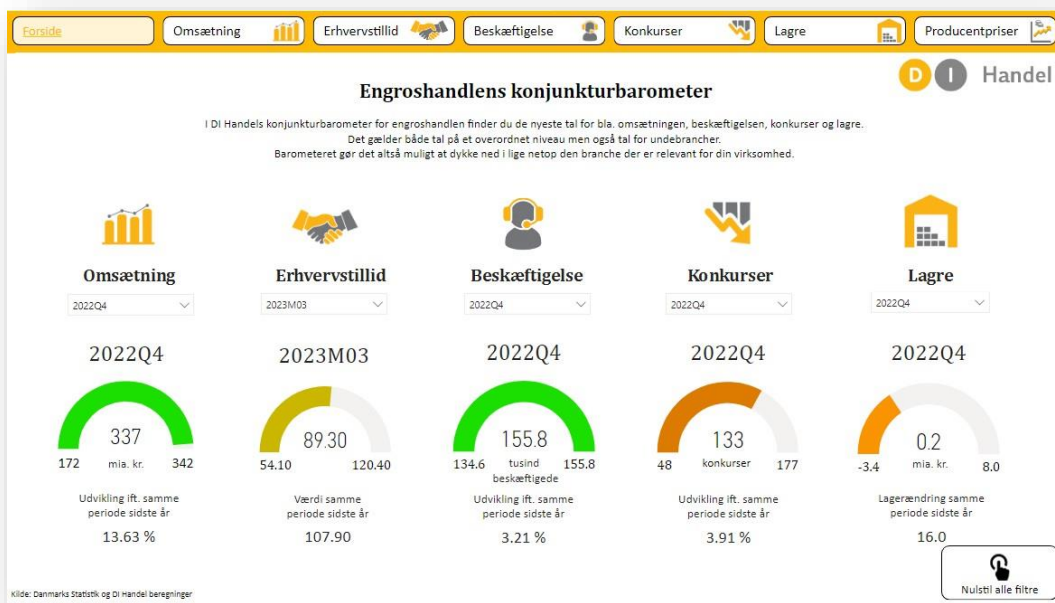 Forside
Omsætning
Erhvervstillid
Beskæftigelse
Konkurser
Lagre
Producentpriser
D I Handel
Engroshandlens konjunkturbarometer
I DI Handels konjunkturbarometer for engroshandlen finder du de nyeste tal for bla. omsætningen, beskæftigelsen, konkurser og lagre.
Det gælder både tal på et overordnet niveau men også tal for undebrancher.
Barometeret gør det altså muligt at dykke ned i lige netop den branche der er relevant for din virksomhed.
Omsætning
2022Q4
2022Q4
337
172 mia. kr. 342
Udvikling ift. samme
periode sidste år
13.63 %
Erhvervstillid
2023M03
2023M03
89.30
54.10 120.40
Værdi samme
periode sidste år
107.90
Beskæftigelse
2022Q4
2022Q4
155.8
134.6 tusind 155.8
beskæftigede
Udvikling ift. samme
periode sidste år
3.21 %
Konkurser
2022Q4
2022Q4
133
48 konkurser 177
Udvikling ift. samme
periode sidste år
3.91 %
Lagre
2022Q4
2022Q4
0.2
-3.4 mia. kr. 8.0
Lagerændring samme
periode sidste år
16.0
Nulstil alle filtre
Kilde: Danmarks Statistik og DI Handel beregninger